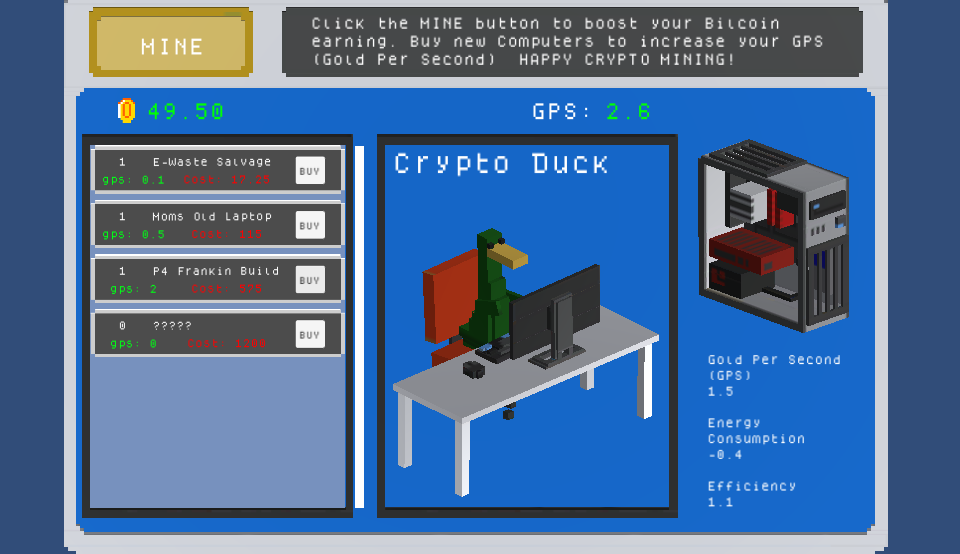 MINE
Click the MINE button to boost your Bitcoin
earning. Buy new Computers to increase your GPS
(Gold Per Second)  HAPPY CRYPTO MINING!
49.50
GPS: 2.6
1 E-Waste Salvage
gps: 0.1 Cost: 17.25
BUY
1 Moms Old Laptop
gps: 0.5 Cost: 115
BUY
1 P4 Frankin Build
gps: 2 Cost: 575
BUY
0 ?????
gps: 0 Cost: 1200
BUY
Crypto Duck
Gold Per Second
(GPS)
1.5
Energy
Consumption
-0.4
Efficiency
1.1